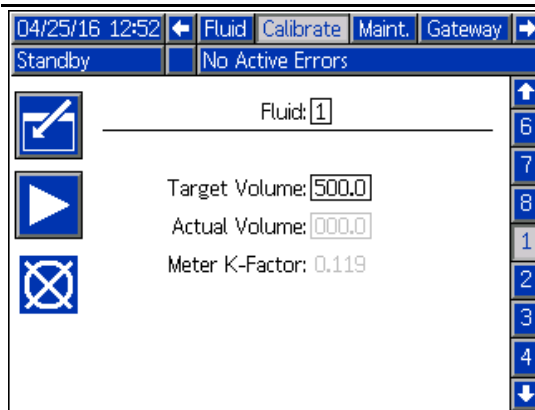 04/25/16 12:52 Fluid Calibrate Maint. Gateway
Standby No Active Errors
Fluid: 1
Target Volume: 500.0
Actual Volume: 000.0
Meter K-Factor: 0.119
6
7
8
1
2
3
4